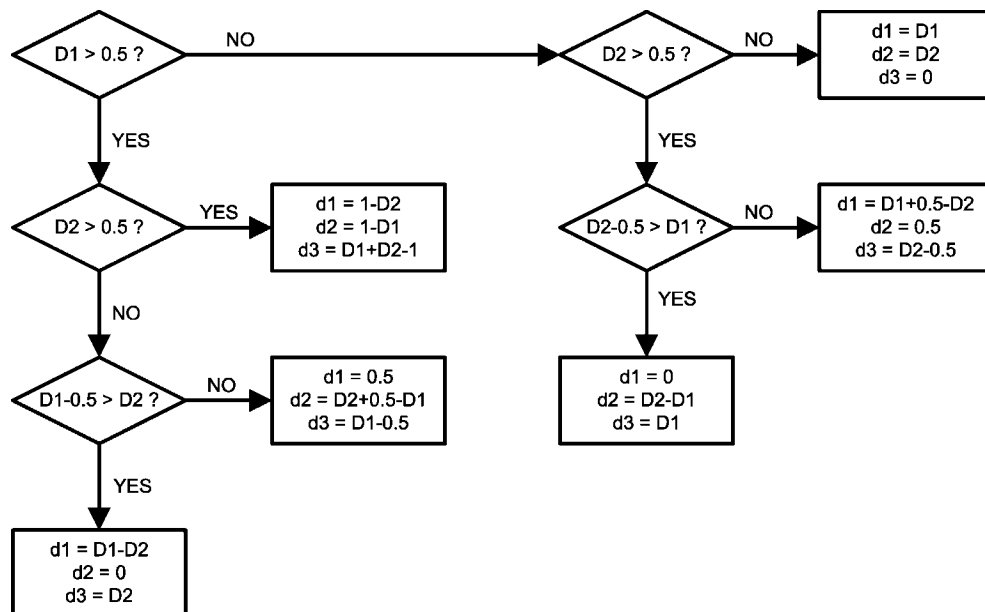 D1 > 0.5 ?
NO
D2 > 0.5 ?
NO
d1 = D1
d2 = D2
d3 = 0
YES
YES
D2 > 0.5 ?
YES
d1 = 1-D2
d2 = 1-D1
d3 = D1+D2-1
D2-0.5 > D1 ?
NO
d1 = D1+0.5-D2
d2 = 0.5
d3 = D2-0.5
NO
YES
D1-0.5 > D2 ?
NO
d1 = 0.5
d2 = D2+0.5-D1
d3 = D1-0.5
d1 = 0
d2 = D2-D1
d3 = D1
YES
d1 = D1-D2
d2 = 0
d3 = D2